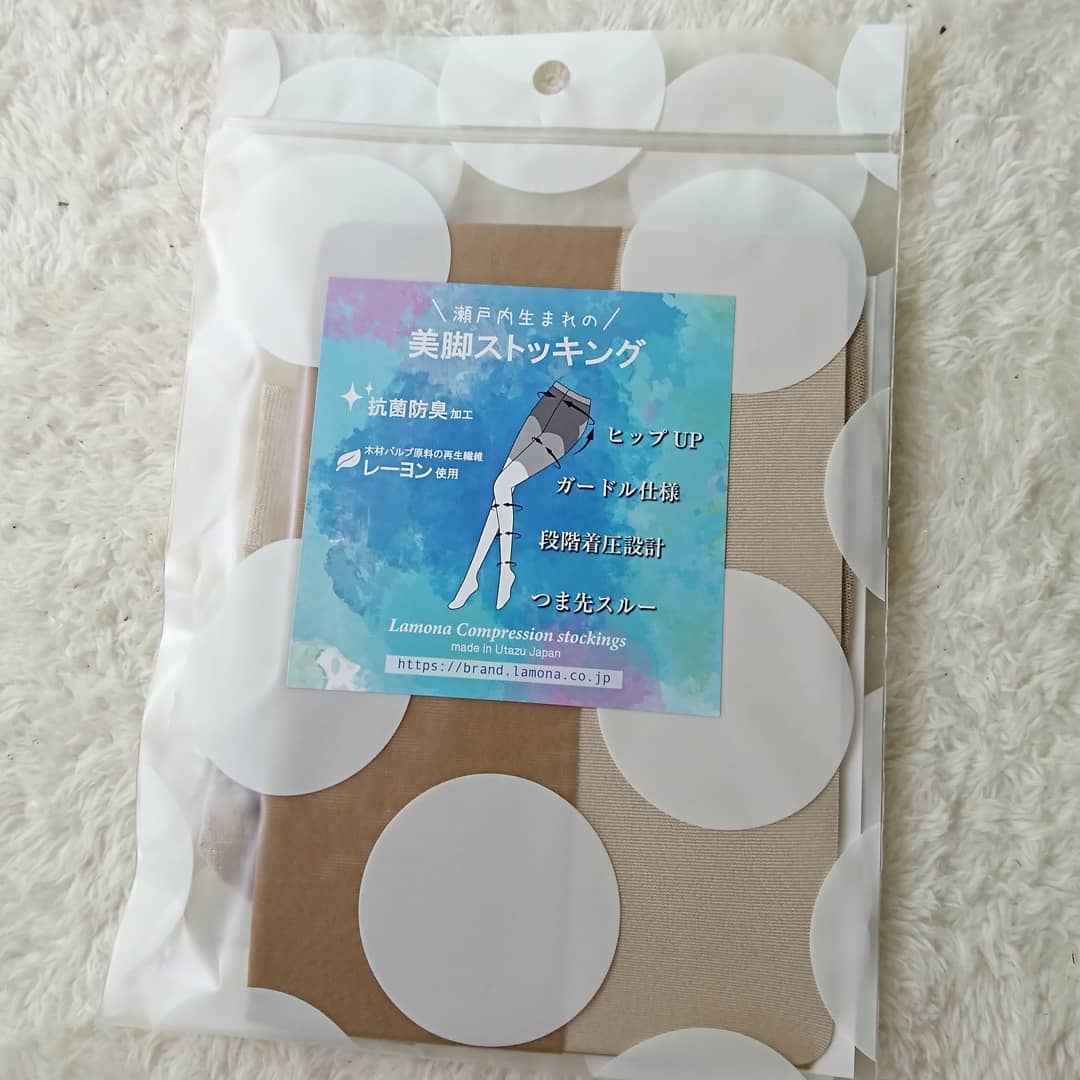 ＼瀬戸内生まれの／
美脚ストッキング
抗菌防臭加工
木材パルプ原料の再生繊維
レーヨン使用
ヒップUP
ガードル仕様
段階着圧設計
つま先スルー
Lamona Compression stockings
made in Utazu Japan
https://brand.lamona.co.jp